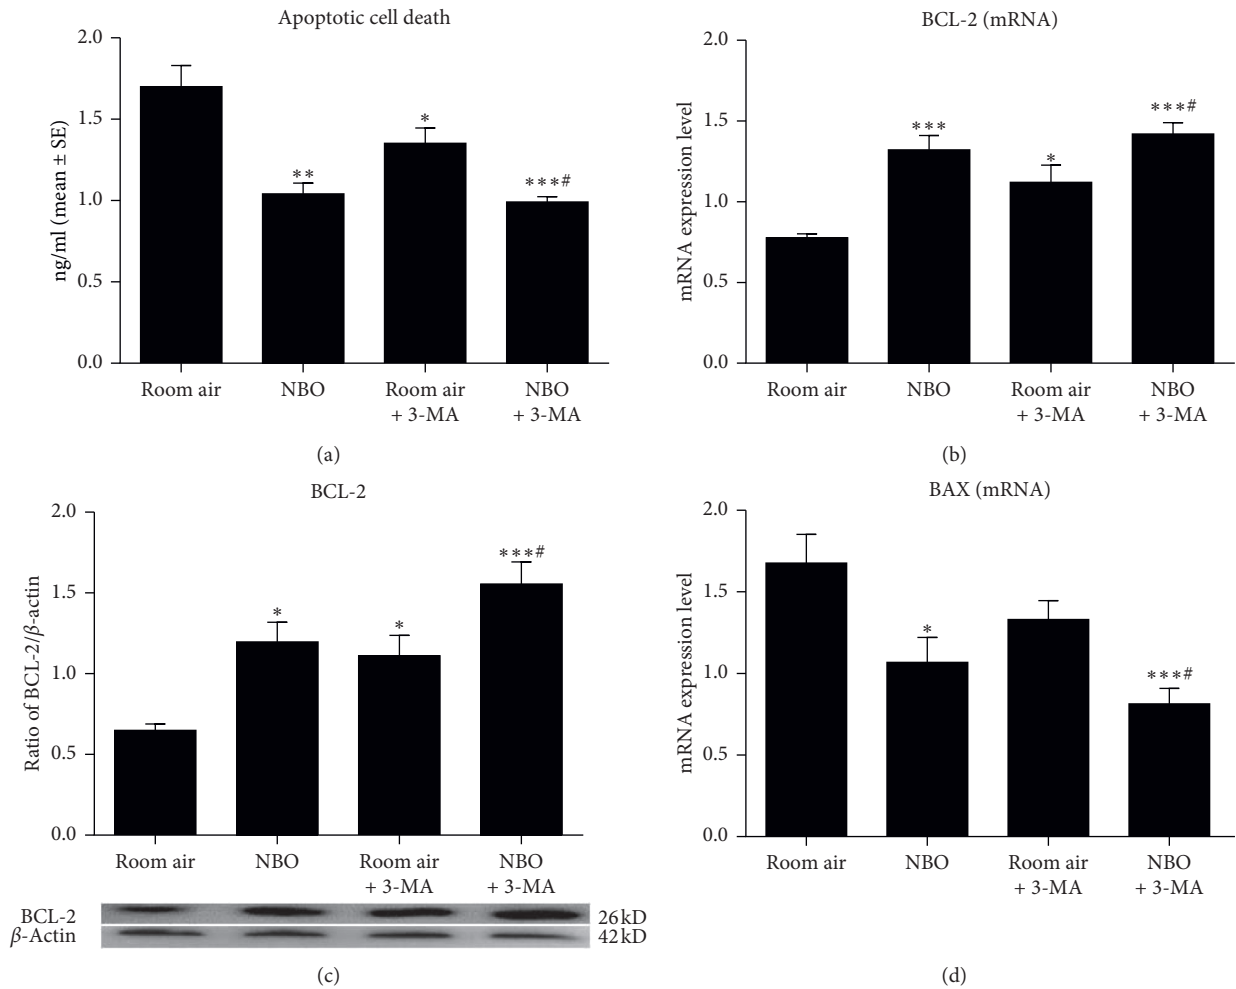 Apoptotic cell death
ng/ml (mean ± SE)
2.0
1.5
1.0
0.5
0.0
**
*
***#
Room air
NBO
Room air
+ 3-MA
NBO
+ 3-MA
(a)
BCL-2 (mRNA)
mRNA expression level
2.0
1.5
1.0
0.5
0.0
***
*
***#
Room air
NBO
Room air
+ 3-MA
NBO
+ 3-MA
(b)
BCL-2
Ratio of BCL-2/β-actin
2.0
1.5
1.0
0.5
0.0
*
*
***#
Room air
NBO
Room air
+ 3-MA
NBO
+ 3-MA
BCL-2
26 kD
β-Actin
42 kD
(c)
BAX (mRNA)
mRNA expression level
2.0
1.5
1.0
0.5
0.0
*
***#
Room air
NBO
Room air
+ 3-MA
NBO
+ 3-MA
(d)